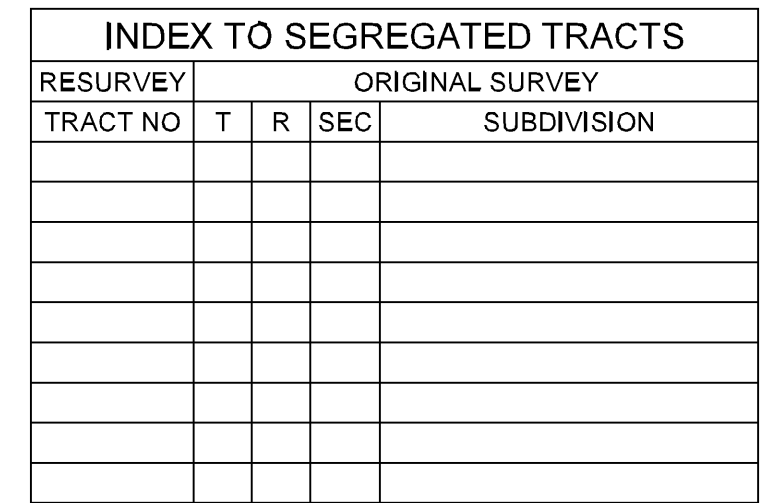 INDEX TO SEGREGATED TRACTS
RESURVEY ORIGINAL SURVEY
TRACT NO T R SEC SUBDIVISION